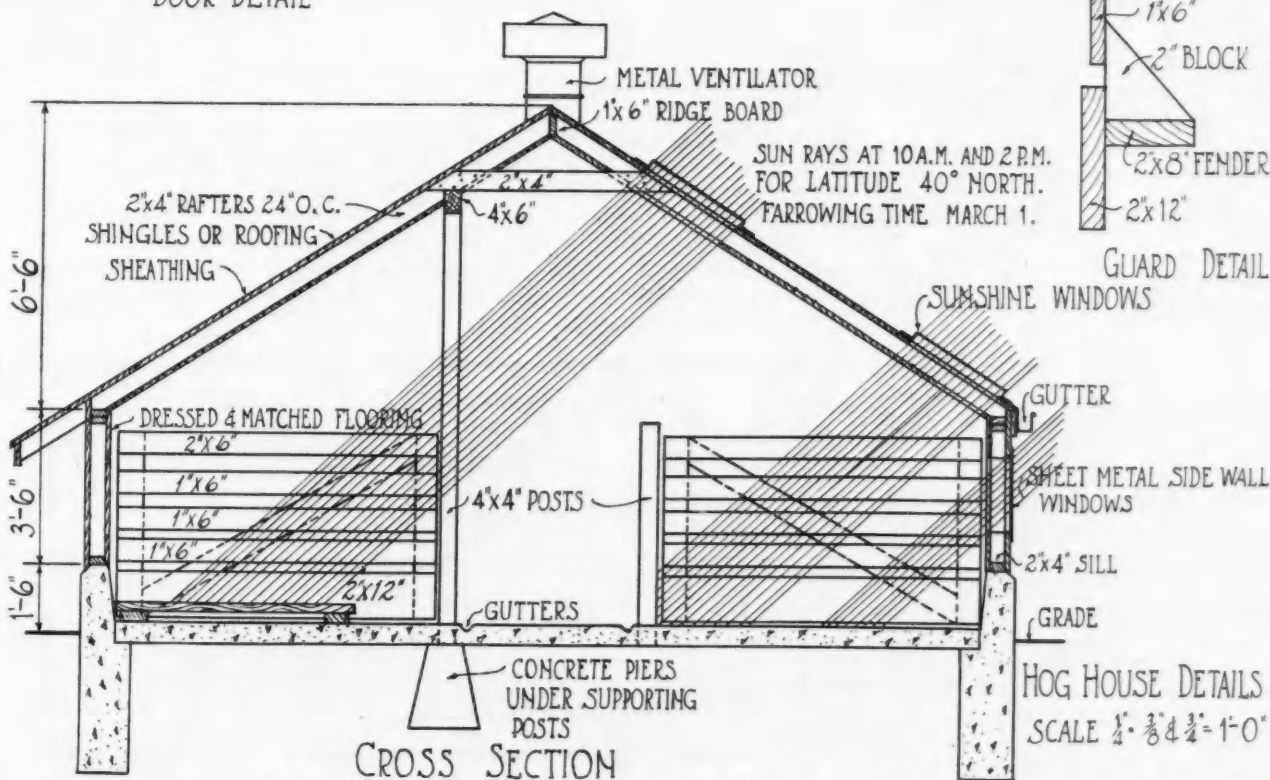 DOOR DETAIL
1"x6"
2" BLOCK
METAL VENTILATOR
1"x6" RIDGE BOARD
2"x8" FENDER
SUN RAYS AT 10 A.M. AND 2 P.M.
FOR LATITUDE 40° NORTH.
FARROWING TIME MARCH 1.
2"x12"
GUARD DETAIL
1"
2"x4"
4"x6"
2"x4" RAFTERS 24" O.C.
SHINGLES OR ROOFING
SHEATHING
6'-6"
SUNSHINE WINDOWS
GUTTER
DRESSED & MATCHED FLOORING
2"x6"
1"x6"
1"x6"
1"x6"
2"x12"
3'-6"
1'-6"
4"x4" POSTS
SHEET METAL SIDE WALL
WINDOWS
2"x4" SILL
GUTTERS
GRADE
CONCRETE PIERS
UNDER SUPPORTING
POSTS
CROSS SECTION
HOG HOUSE DETAILS
SCALE 1/4" · 3/8" & 3/4" = 1'-0"